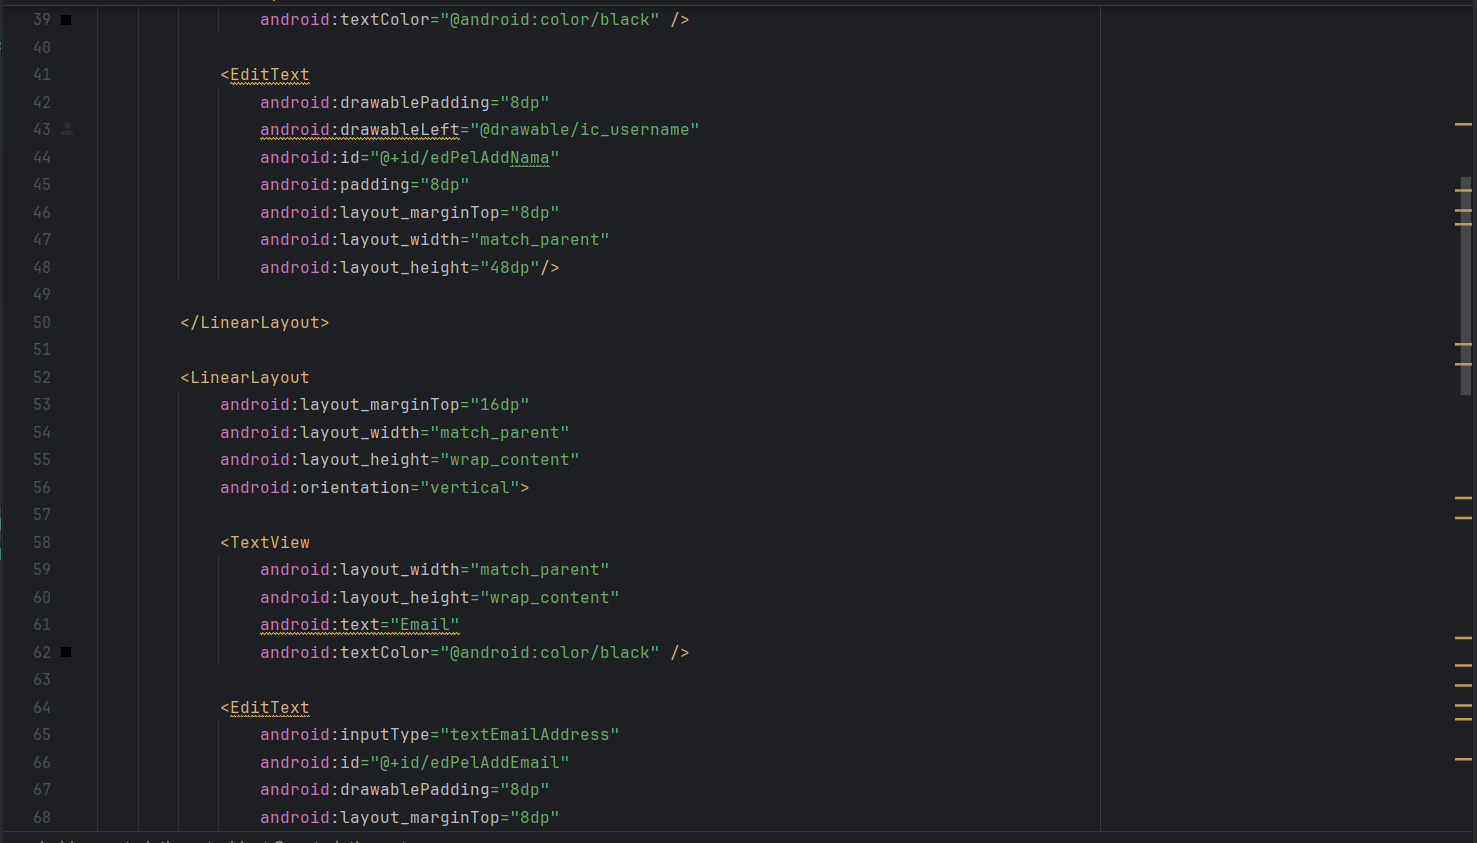 39 android:textColor="@android:color/black" />
40
41 <EditText
42 android:drawablePadding="8dp"
43 android:drawableLeft="@drawable/ic_username"
44 android:id="@+id/edPelAddNama"
45 android:padding="8dp"
46 android:layout_marginTop="8dp"
47 android:layout_width="match_parent"
48 android:layout_height="48dp"/>
49
50 </LinearLayout>
51
52 <LinearLayout
53 android:layout_marginTop="16dp"
54 android:layout_width="match_parent"
55 android:layout_height="wrap_content"
56 android:orientation="vertical">
57
58 <TextView
59 android:layout_width="match_parent"
60 android:layout_height="wrap_content"
61 android:text="Email"
62 android:textColor="@android:color/black" />
63
64 <EditText
65 android:inputType="textEmailAddress"
66 android:id="@+id/edPelAddEmail"
67 android:drawablePadding="8dp"
68 android:layout_marginTop="8dp"